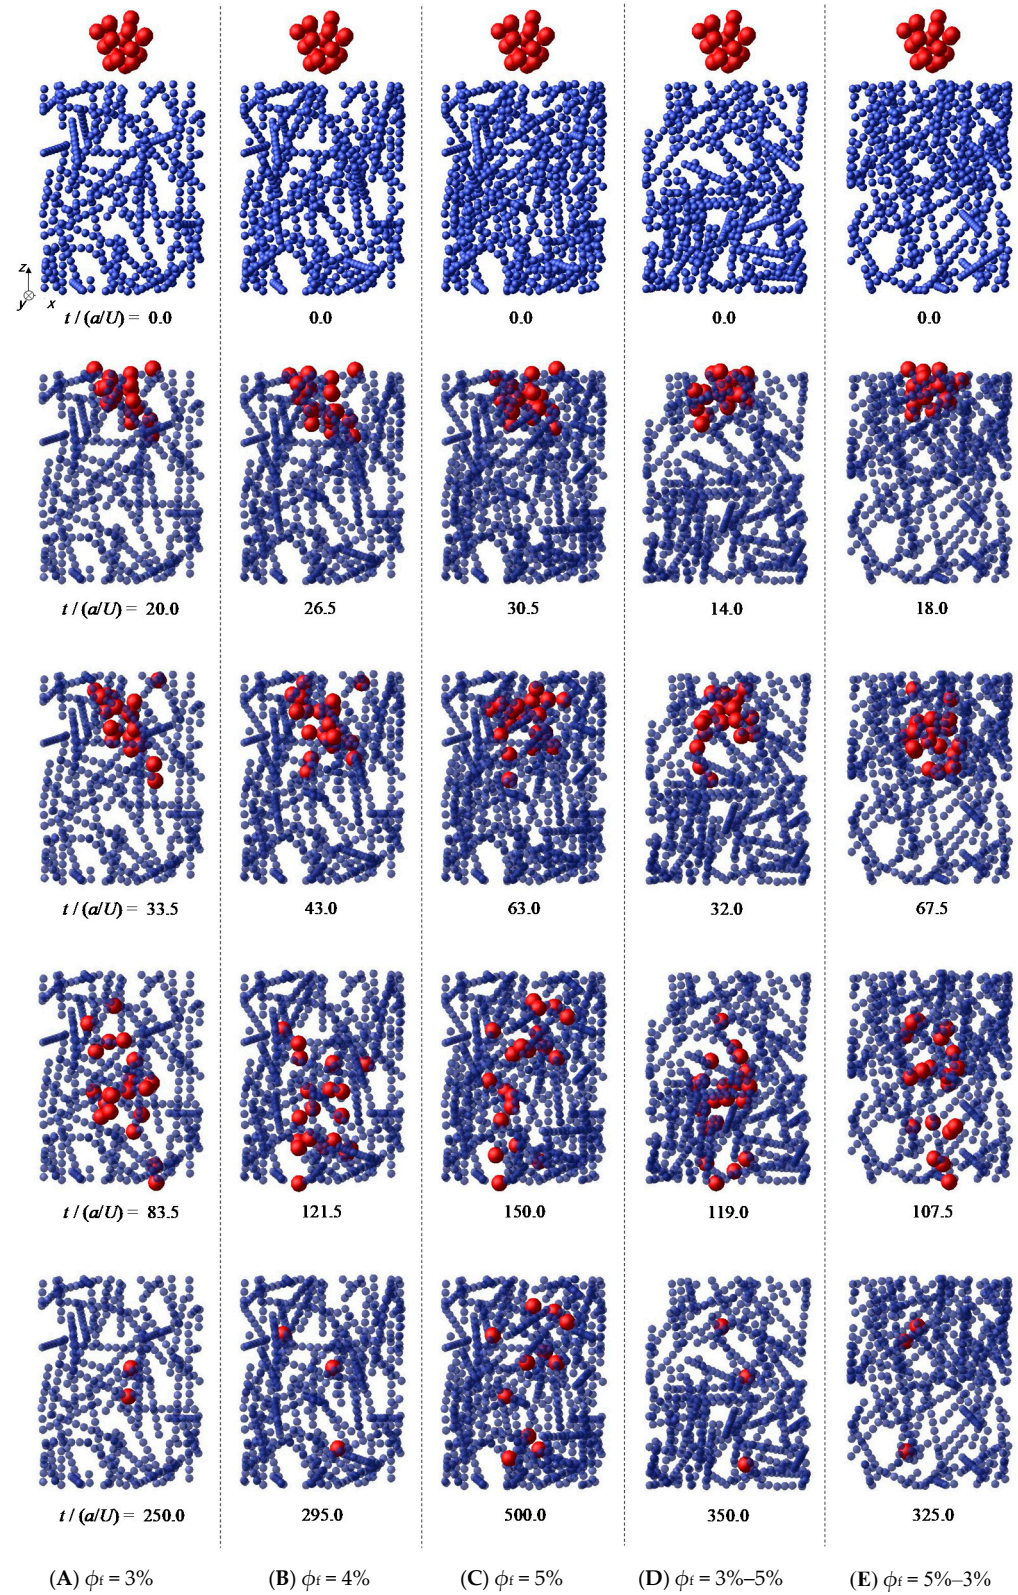 z
y x
t / (a/U) = 0.0 0.0 0.0 0.0 0.0
t / (a/U) = 20.0 26.5 30.5 14.0 18.0
t / (a/U) = 33.5 43.0 63.0 32.0 67.5
t / (a/U) = 83.5 121.5 150.0 119.0 107.5
t / (a/U) = 250.0 295.0 500.0 350.0 325.0
(A) ϕf = 3% (B) ϕf = 4% (C) ϕf = 5% (D) ϕf = 3%–5% (E) ϕf = 5%–3%